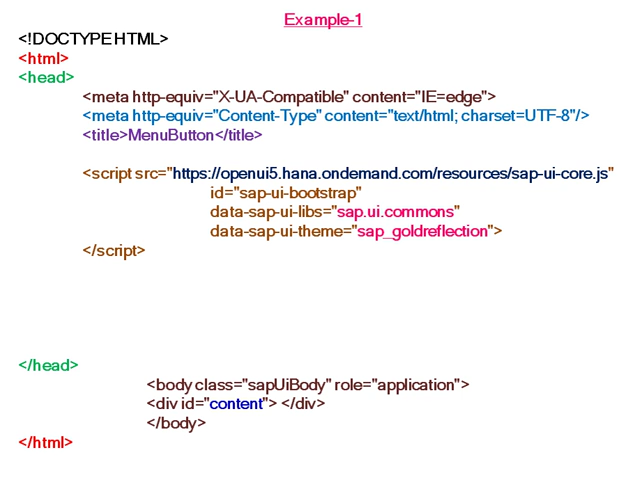 Example-1
<!DOCTYPE HTML>
<html>
<head>
<meta http-equiv="X-UA-Compatible" content="IE=edge">
<meta http-equiv="Content-Type" content="text/html; charset=UTF-8"/>
<title>MenuButton</title>
<script src="https://openui5.hana.ondemand.com/resources/sap-ui-core.js"
id="sap-ui-bootstrap"
data-sap-ui-libs="sap.ui.commons"
data-sap-ui-theme="sap_goldreflection">
</script>
</head>
<body class="sapUiBody" role="application">
<div id="content"> </div>
</body>
</html>